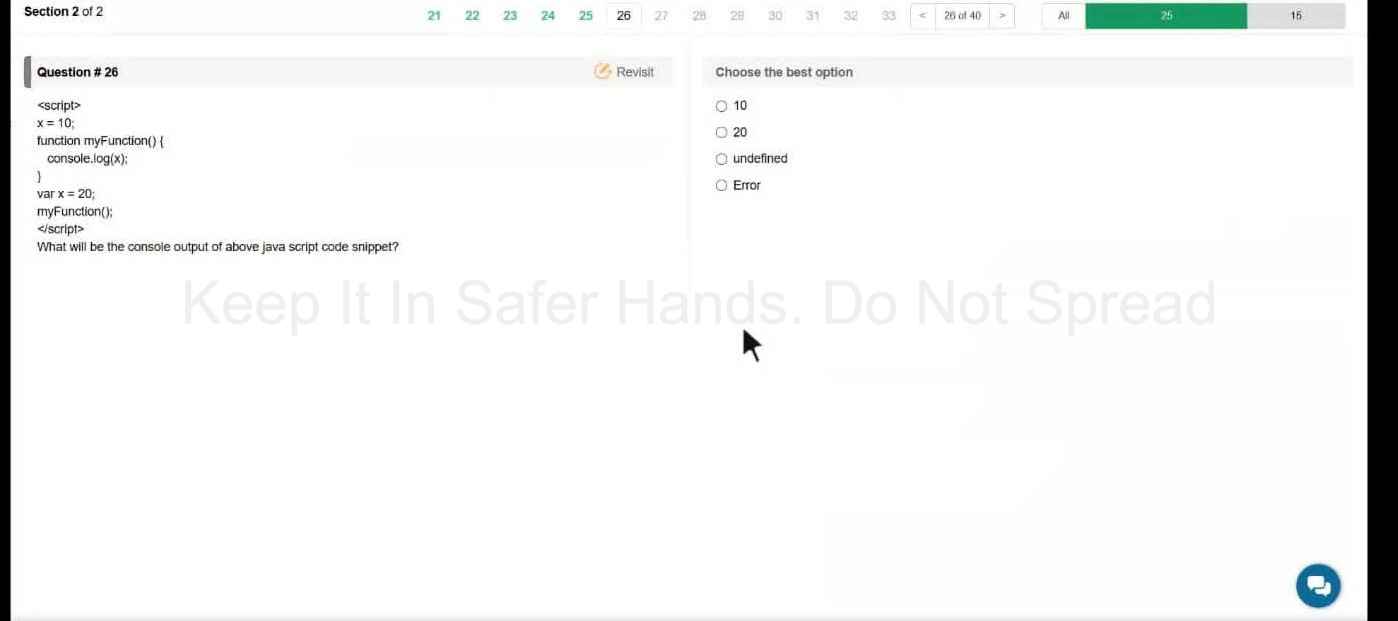 Section 2 of 2
21 22 23 24 25 26 27 28 29 30 31 32 33 < 26 of 40 > All 25 15
Question # 26
Revisit
<script>
x = 10;
function myFunction() {
console.log(x);
}
var x = 20;
myFunction();
</script>
What will be the console output of above java script code snippet?
Choose the best option
10
20
undefined
Error
Keep It In Safer Hands. Do Not Spread